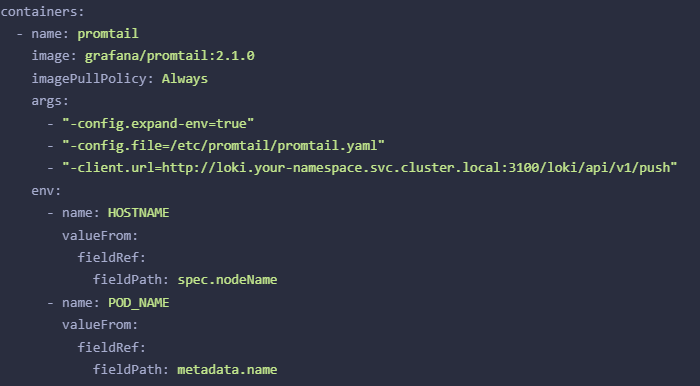 containers:
  - name: promtail
    image: grafana/promtail:2.1.0
    imagePullPolicy: Always
    args:
      - "-config.expand-env=true"
      - "-config.file=/etc/promtail/promtail.yaml"
      - "-client.url=http://loki.your-namespace.svc.cluster.local:3100/loki/api/v1/push"
    env:
      - name: HOSTNAME
        valueFrom:
          fieldRef:
            fieldPath: spec.nodeName
      - name: POD_NAME
        valueFrom:
          fieldRef:
            fieldPath: metadata.name